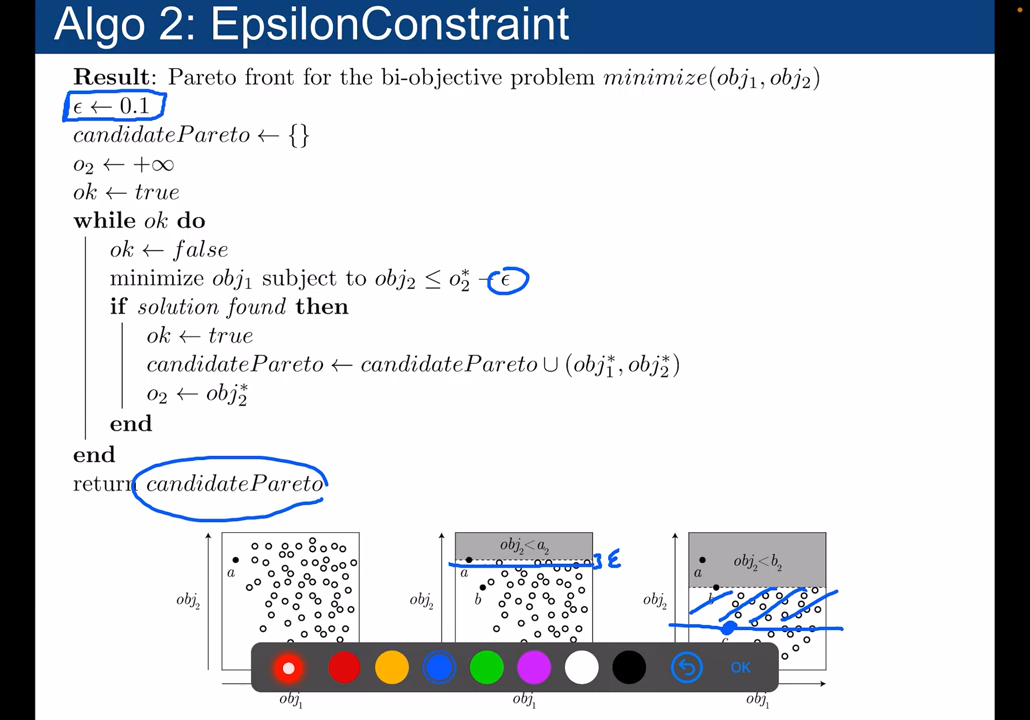 Algo 2: EpsilonConstraint
Result: Pareto front for the bi-objective problem minimize(obj₁, obj₂)
ϵ ← 0.1
candidatePareto ← {}
o₂ ← +∞
ok ← true
while ok do
ok ← false
minimize obj₁ subject to obj₂ ≤ o₂* − ϵ
if solution found then
ok ← true
candidatePareto ← candidatePareto ∪ (obj₁*, obj₂*)
o₂ ← obj₂*
end
end
return candidatePareto
obj₂<a₂
ε
obj₂<b₂
a
a
a
b
b
c
obj₂
obj₂
obj₂
OK
obj₁
obj₁
obj₁